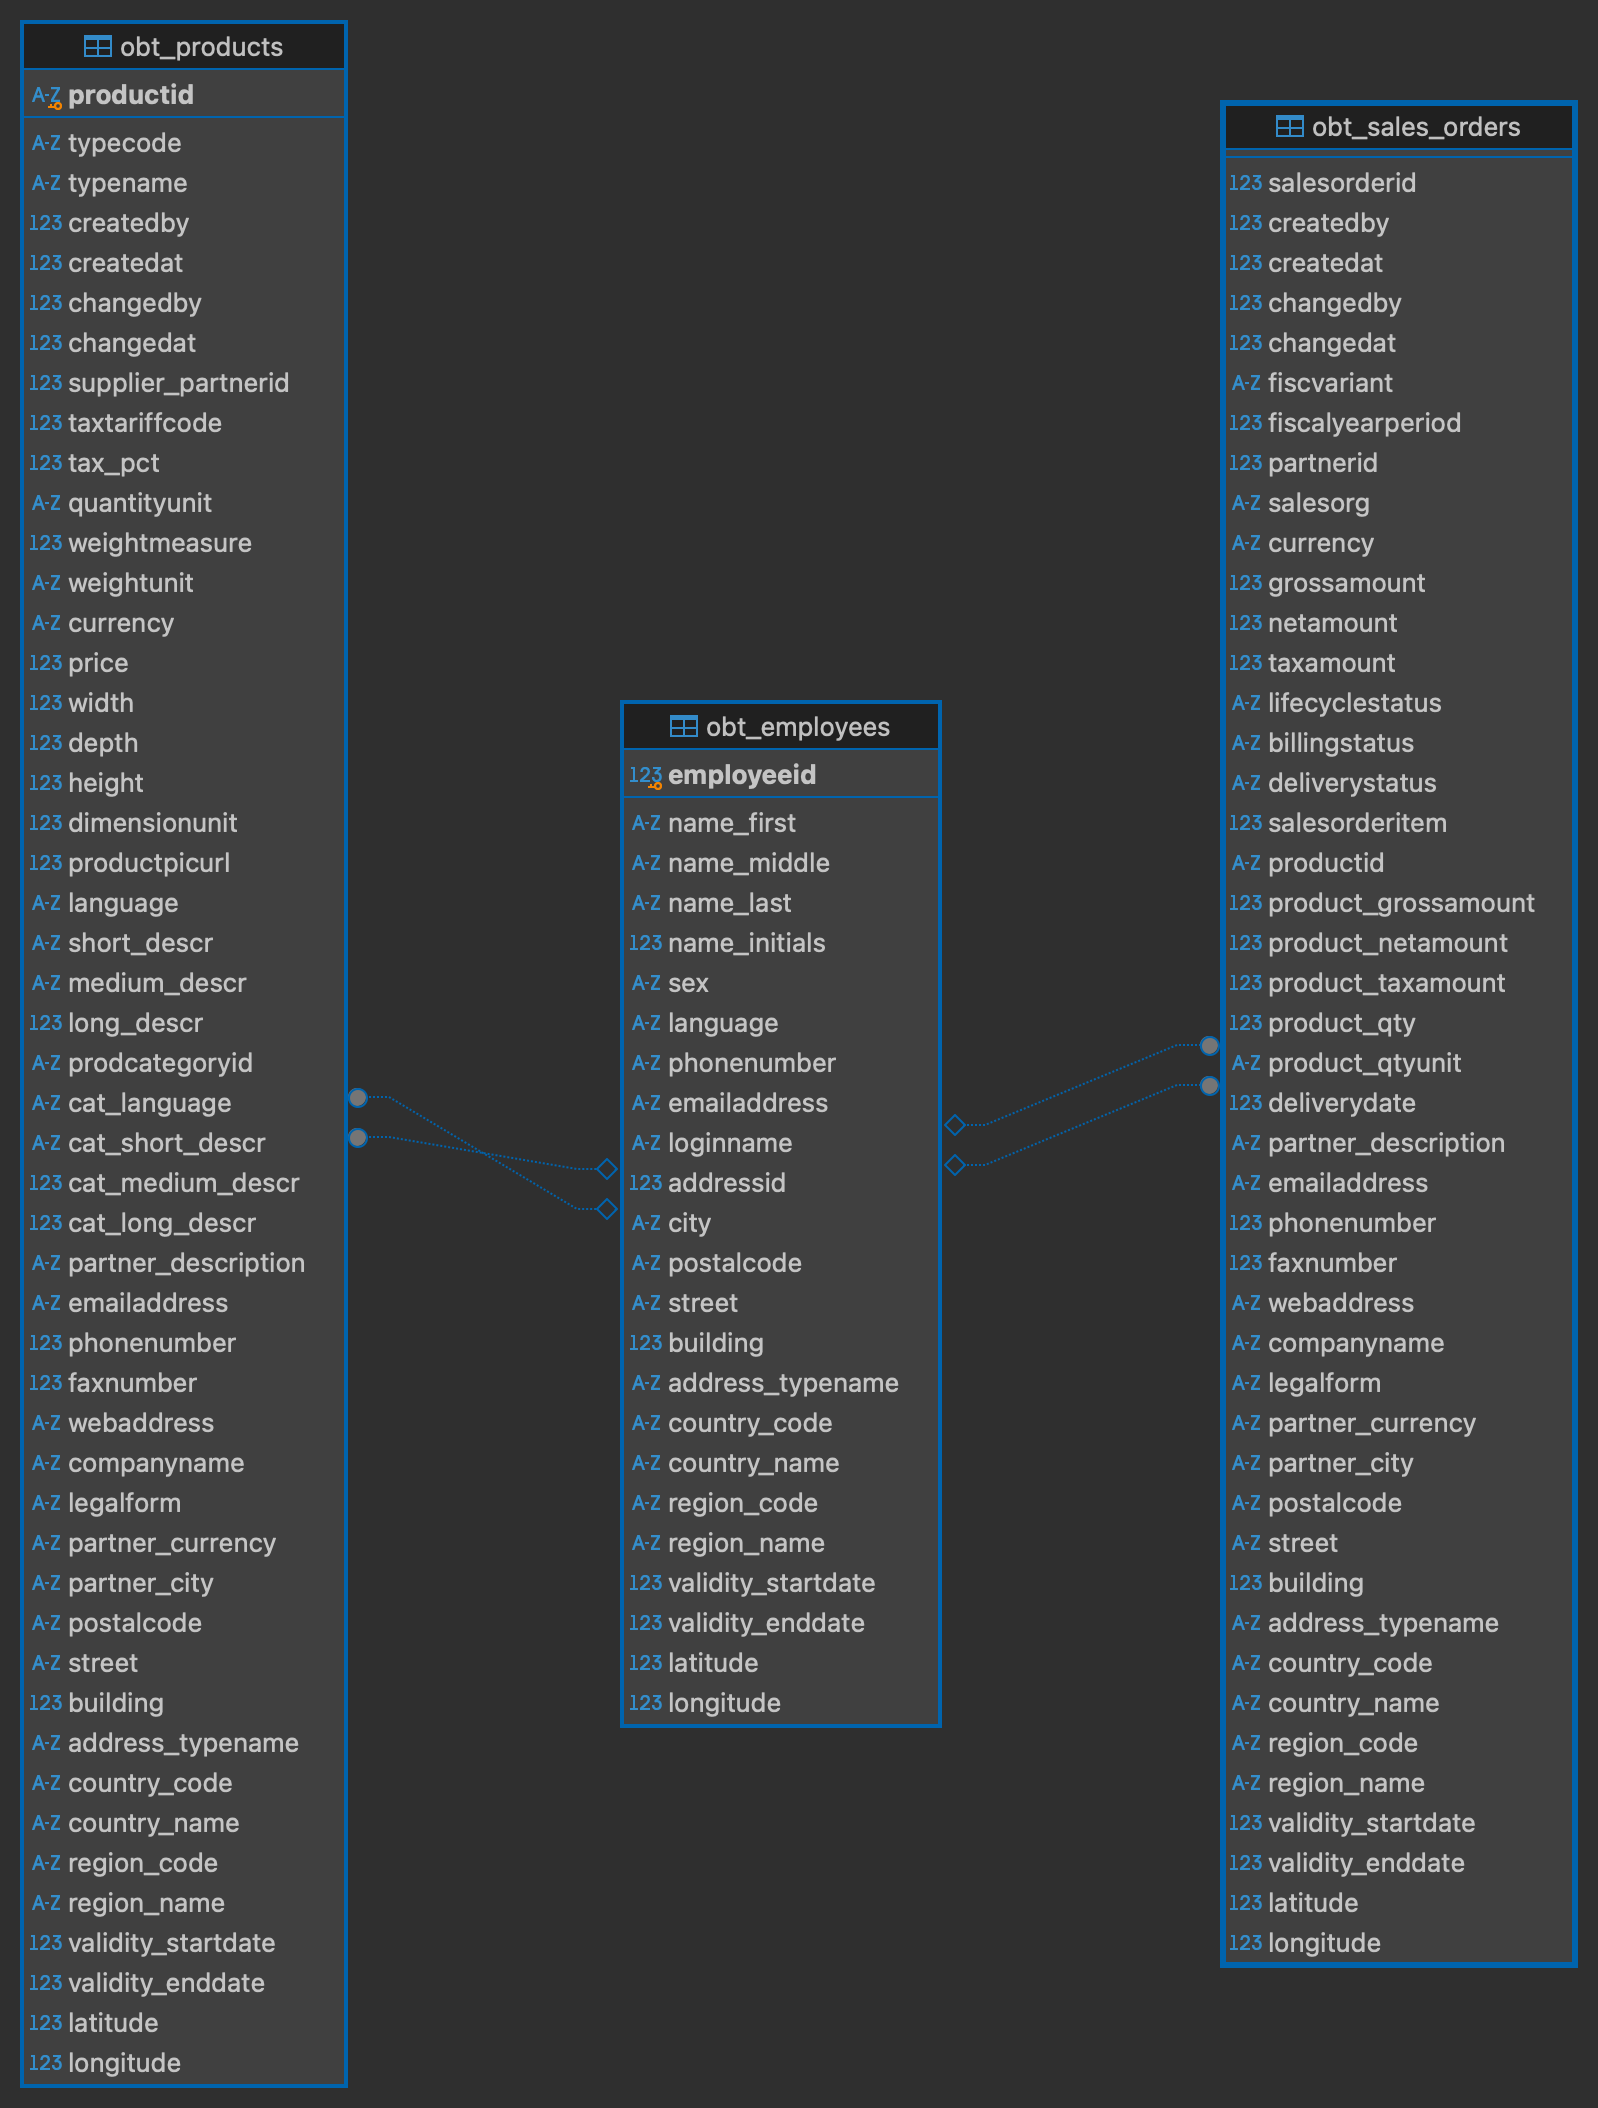 obt_products
A-Z productid
A-Z typecode
A-Z typename
123 createdby
123 createdat
123 changedby
123 changedat
123 supplier_partnerid
123 taxtariffcode
123 tax_pct
A-Z quantityunit
123 weightmeasure
A-Z weightunit
A-Z currency
123 price
123 width
123 depth
123 height
123 dimensionunit
123 productpicurl
A-Z language
A-Z short_descr
A-Z medium_descr
123 long_descr
A-Z prodcategoryid
A-Z cat_language
A-Z cat_short_descr
123 cat_medium_descr
123 cat_long_descr
A-Z partner_description
A-Z emailaddress
123 phonenumber
123 faxnumber
A-Z webaddress
A-Z companyname
A-Z legalform
A-Z partner_currency
A-Z partner_city
A-Z postalcode
A-Z street
123 building
A-Z address_typename
A-Z country_code
A-Z country_name
A-Z region_code
A-Z region_name
123 validity_startdate
123 validity_enddate
123 latitude
123 longitude
obt_employees
123 employeeid
A-Z name_first
A-Z name_middle
A-Z name_last
123 name_initials
A-Z sex
A-Z language
A-Z phonenumber
A-Z emailaddress
A-Z loginname
123 addressid
A-Z city
A-Z postalcode
A-Z street
123 building
A-Z address_typename
A-Z country_code
A-Z country_name
A-Z region_code
A-Z region_name
123 validity_startdate
123 validity_enddate
123 latitude
123 longitude
obt_sales_orders
123 salesorderid
123 createdby
123 createdat
123 changedby
123 changedat
A-Z fiscvariant
123 fiscalyearperiod
123 partnerid
A-Z salesorg
A-Z currency
123 grossamount
123 netamount
123 taxamount
A-Z lifecyclestatus
A-Z billingstatus
A-Z deliverystatus
123 salesorderitem
A-Z productid
123 product_grossamount
123 product_netamount
123 product_taxamount
123 product_qty
A-Z product_qtyunit
123 deliverydate
A-Z partner_description
A-Z emailaddress
123 phonenumber
123 faxnumber
A-Z webaddress
A-Z companyname
A-Z legalform
A-Z partner_currency
A-Z partner_city
A-Z postalcode
A-Z street
123 building
A-Z address_typename
A-Z country_code
A-Z country_name
A-Z region_code
A-Z region_name
123 validity_startdate
123 validity_enddate
123 latitude
123 longitude